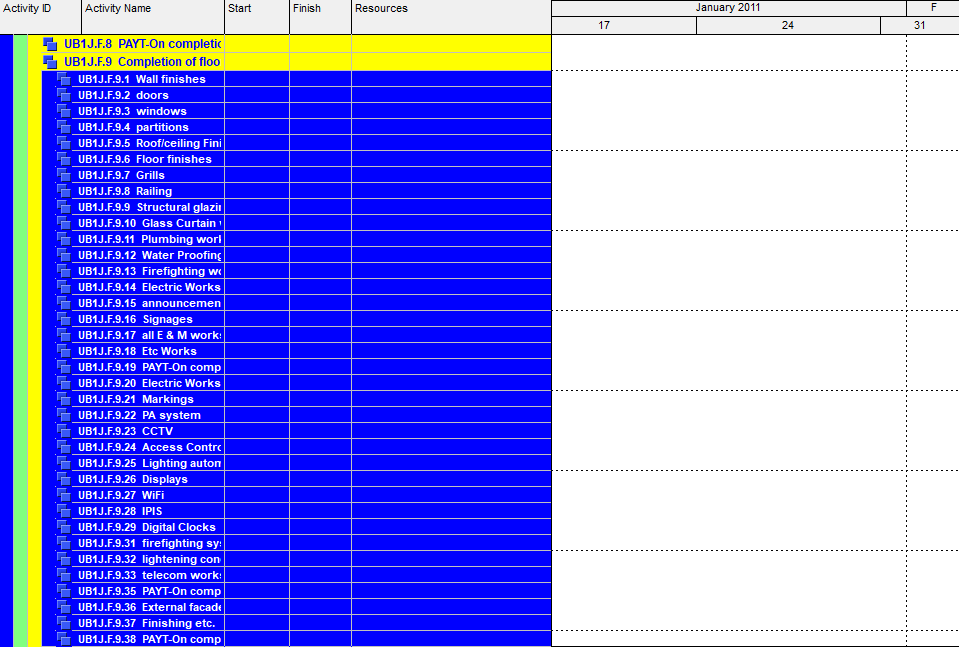 Activity ID Activity Name Start Finish Resources January 2011 F
17 24 31
UB1J.F.8 PAYT-On completic
UB1J.F.9 Completion of floo
UB1J.F.9.1 Wall finishes
UB1J.F.9.2 doors
UB1J.F.9.3 windows
UB1J.F.9.4 partitions
UB1J.F.9.5 Roof/ceiling Fini
UB1J.F.9.6 Floor finishes
UB1J.F.9.7 Grills
UB1J.F.9.8 Railing
UB1J.F.9.9 Structural glazin
UB1J.F.9.10 Glass Curtain
UB1J.F.9.11 Plumbing work
UB1J.F.9.12 Water Proofing
UB1J.F.9.13 Firefighting wo
UB1J.F.9.14 Electric Works
UB1J.F.9.15 announcemen
UB1J.F.9.16 Signages
UB1J.F.9.17 all E & M works
UB1J.F.9.18 Etc Works
UB1J.F.9.19 PAYT-On comp
UB1J.F.9.20 Electric Works
UB1J.F.9.21 Markings
UB1J.F.9.22 PA system
UB1J.F.9.23 CCTV
UB1J.F.9.24 Access Contro
UB1J.F.9.25 Lighting autom
UB1J.F.9.26 Displays
UB1J.F.9.27 WiFi
UB1J.F.9.28 IPIS
UB1J.F.9.29 Digital Clocks
UB1J.F.9.31 firefighting sys
UB1J.F.9.32 lightening con
UB1J.F.9.33 telecom works
UB1J.F.9.35 PAYT-On comp
UB1J.F.9.36 External facade
UB1J.F.9.37 Finishing etc.
UB1J.F.9.38 PAYT-On comp